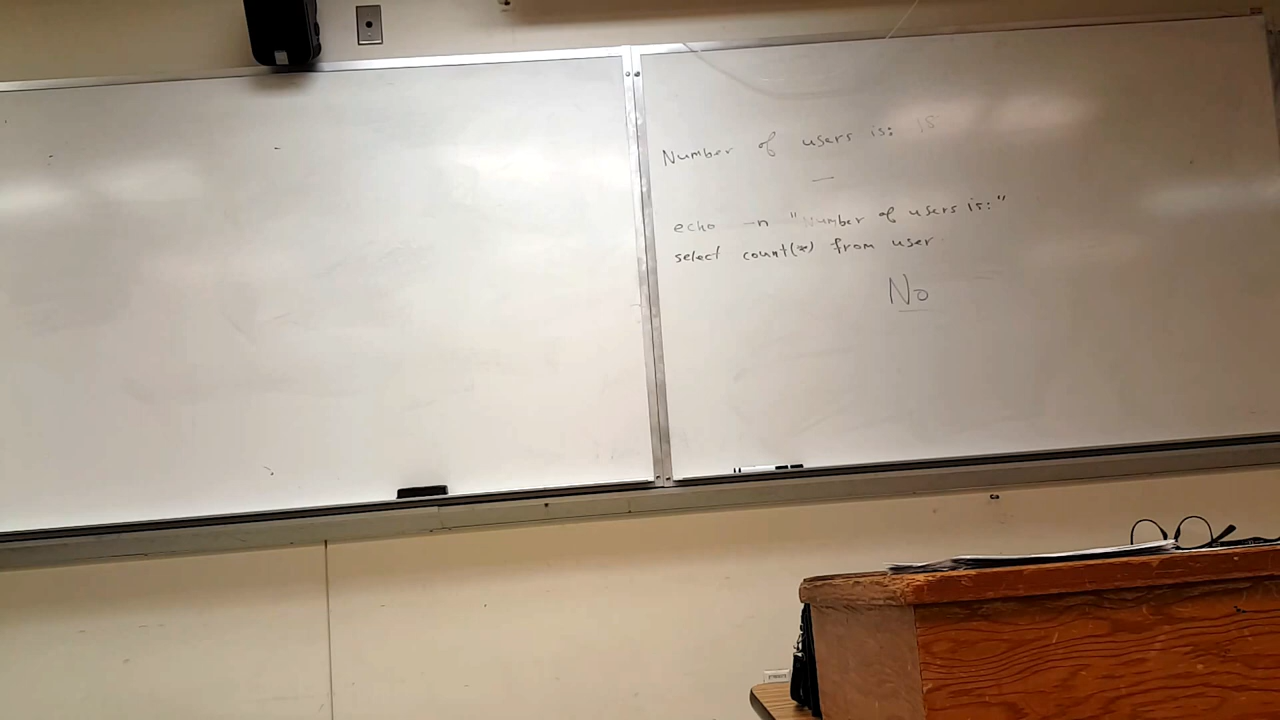 Number of users is: 15
echo -n "Number of users is:"
select count(*) from user
No